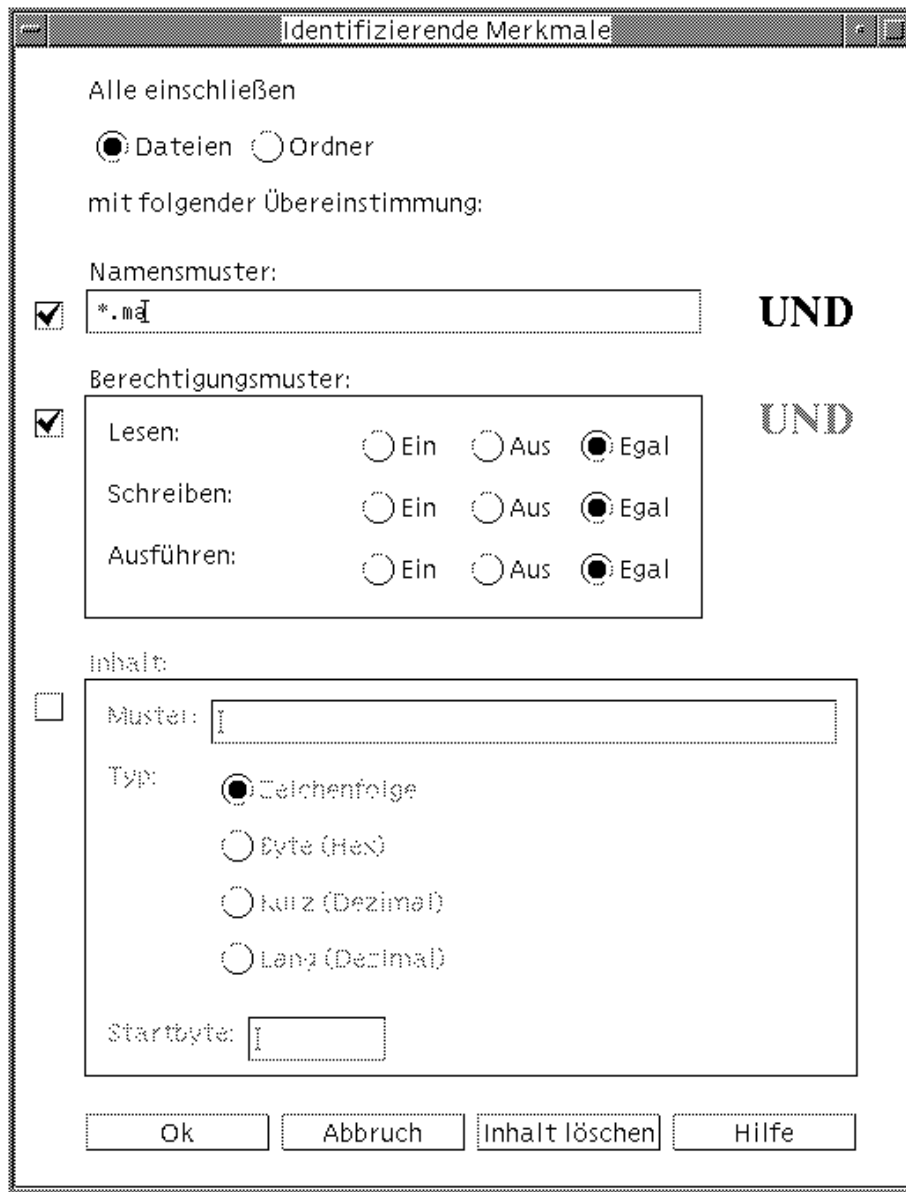 Identifizierende Merkmale
Alle einschließen
Dateien Ordner
mit folgender Übereinstimmung:
Namensmuster:
*.ma UND
Berechtigungsmuster:
UND
Lesen: Ein Aus Egal
Schreiben: Ein Aus Egal
Ausführen: Ein Aus Egal
Inhalt:
Muster:
Typ: Zeichenfolge
Byte (Hex)
Kurz (Dezimal)
Lang (Dezimal)
Startbyte:
Ok Abbruch Inhalt löschen Hilfe